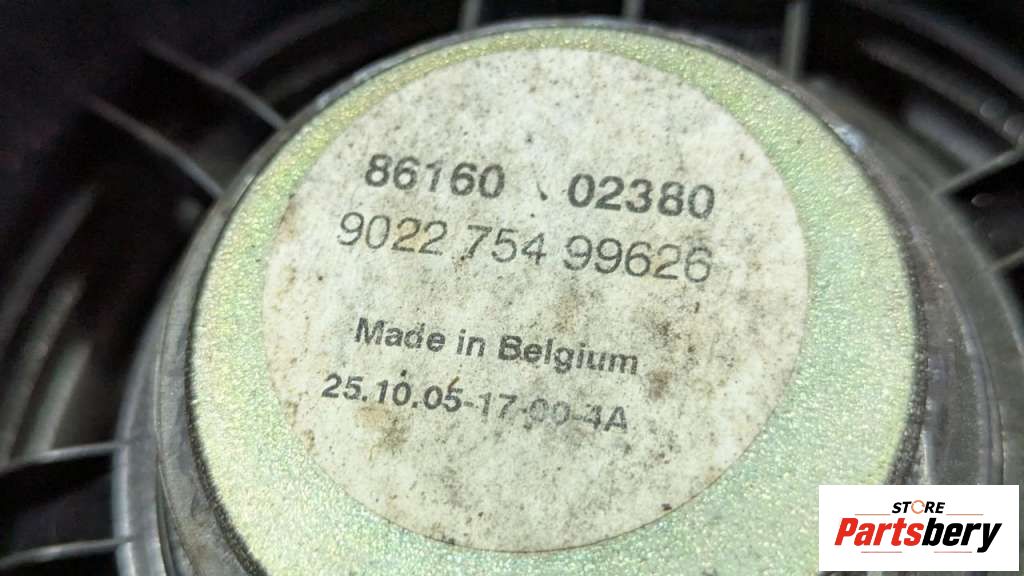 86160 02380
9022 754 99626
Made in Belgium
25.10.05-17-00-4A
STORE
Partsbery